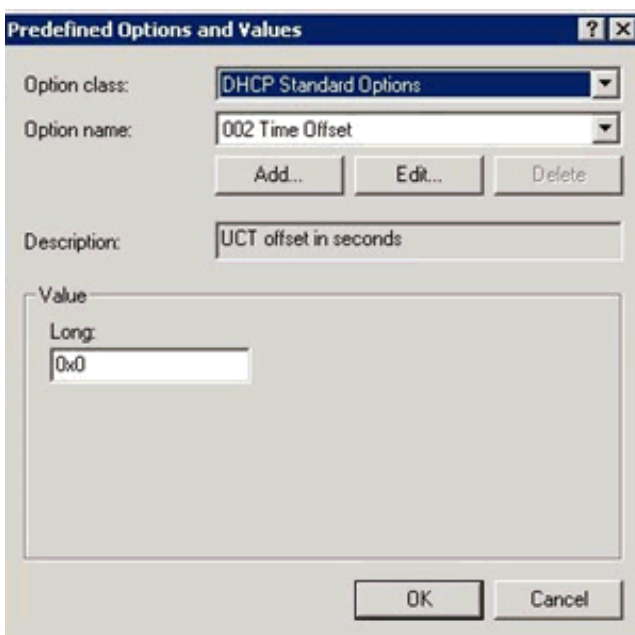 Predefined Options and Values
Option class: DHCP Standard Options
Option name: 002 Time Offset
Add... Edit... Delete
Description: UCT offset in seconds
Value
Long:
0x0
OK Cancel